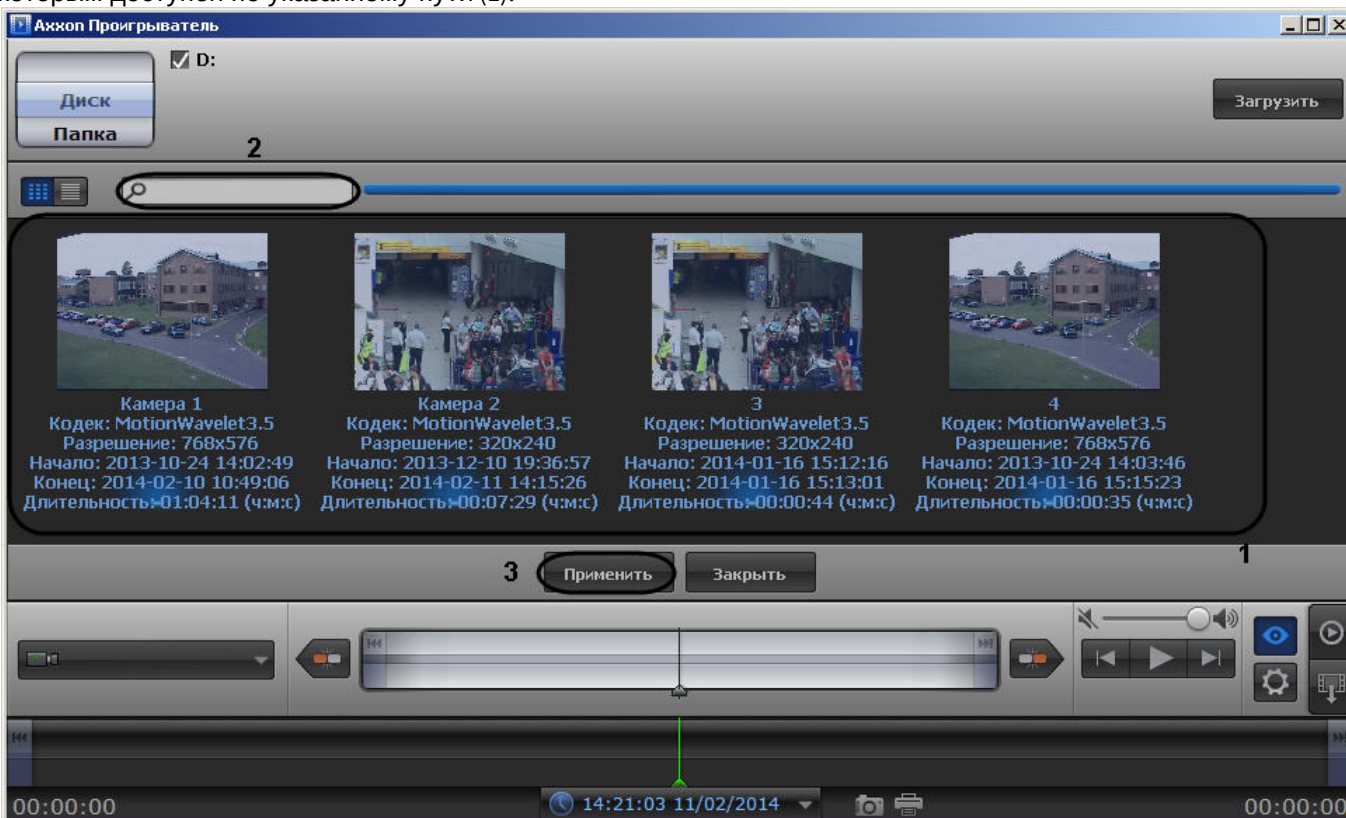 которым доступен по указанному пути (1).
Axxon Проигрыватель
D:
Диск
Папка
Загрузить
2
Камера 1
Кодек: MotionWavelet3.5
Разрешение: 768x576
Начало: 2013-10-24 14:02:49
Конец: 2014-02-10 10:49:06
Длительность: 01:04:11 (ч:м:с)
Камера 2
Кодек: MotionWavelet3.5
Разрешение: 320x240
Начало: 2013-12-10 19:36:57
Конец: 2014-02-11 14:15:26
Длительность: 00:07:29 (ч:м:с)
3
Кодек: MotionWavelet3.5
Разрешение: 320x240
Начало: 2014-01-16 15:12:16
Конец: 2014-01-16 15:13:01
Длительность: 00:00:44 (ч:м:с)
4
Кодек: MotionWavelet3.5
Разрешение: 768x576
Начало: 2013-10-24 14:03:46
Конец: 2014-01-16 15:15:23
Длительность: 00:00:35 (ч:м:с)
1
3
Применить
Закрыть
00:00:00
14:21:03 11/02/2014
00:00:00